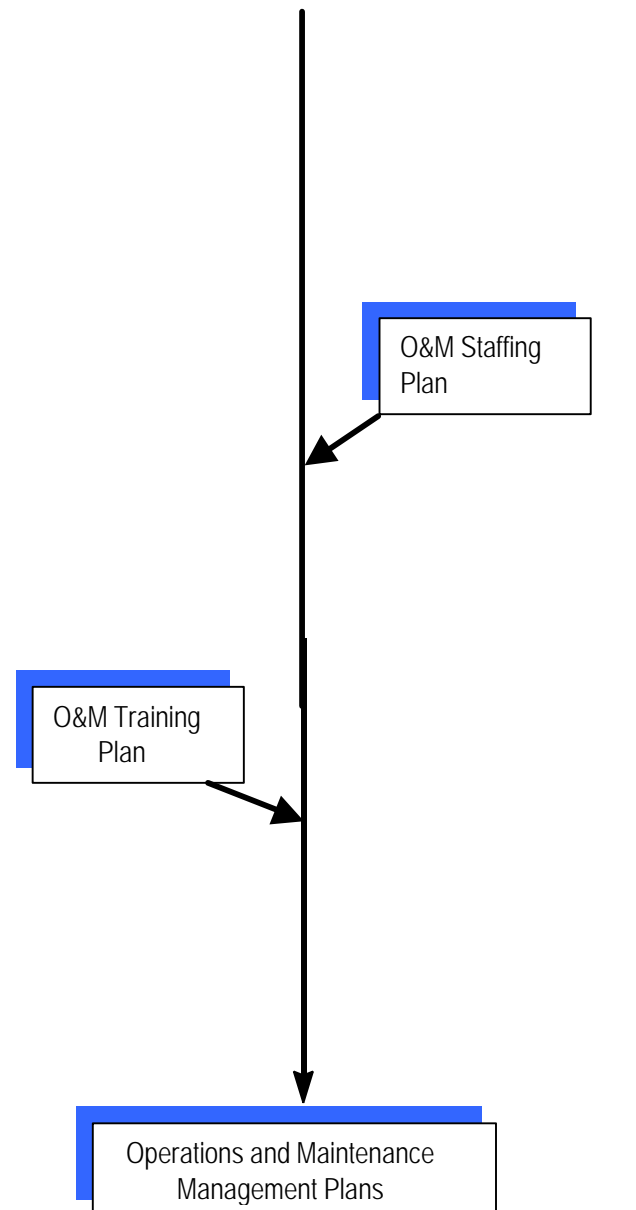 O&M Staffing
Plan
O&M Training
Plan
Operations and Maintenance
Management Plans